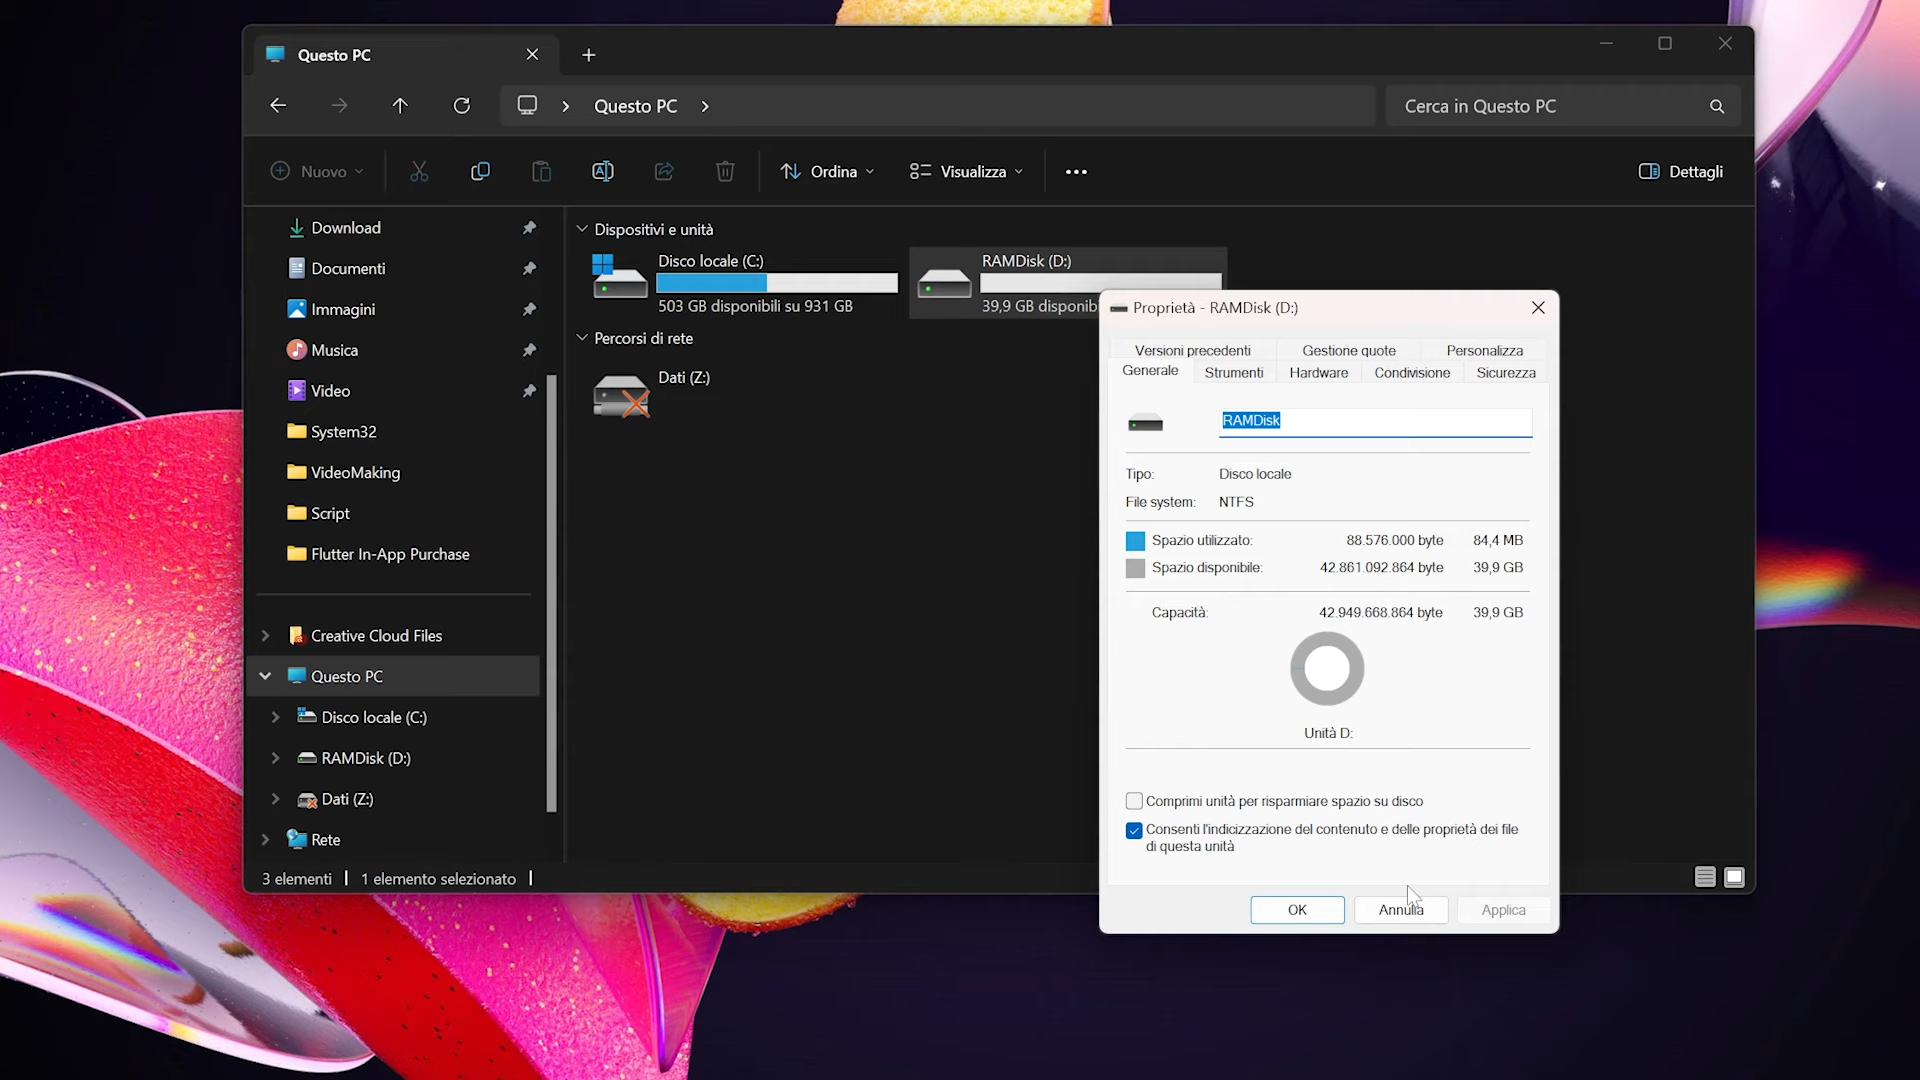 Questo PC
Questo PC
Cerca in Questo PC
Nuovo
Ordina
Visualizza
Dettagli
Download
Documenti
Immagini
Musica
Video
System32
VideoMaking
Script
Flutter In-App Purchase
Creative Cloud Files
Questo PC
Disco locale (C:)
RAMDisk (D:)
Dati (Z:)
Rete
3 elementi
1 elemento selezionato
Dispositivi e unità
Disco locale (C:)
503 GB disponibili su 931 GB
RAMDisk (D:)
39,9 GB
Percorsi di rete
Dati (Z:)
Proprietà - RAMDisk (D:)
Versioni precedenti
Gestione quote
Personalizza
Generale
Strumenti
Hardware
Condivisione
Sicurezza
RAMDisk
Tipo: Disco locale
File system: NTFS
Spazio utilizzato: 88.576.000 byte 84,4 MB
Spazio disponibile: 42.861.092.864 byte 39,9 GB
Capacità: 42.949.668.864 byte 39,9 GB
Unità D:
Comprimi unità per risparmiare spazio su disco
Consenti l'indicizzazione del contenuto e delle proprietà dei file
di questa unità
OK
Annulla
Applica